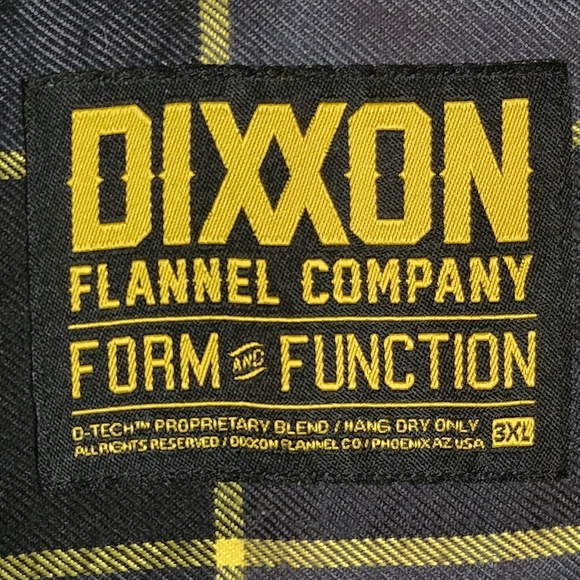 DIXXON
FLANNEL COMPANY
FORM AND FUNCTION
D-TECH™ PROPRIETARY BLEND / HANG DRY ONLY
ALL RIGHTS RESERVED / DIXXON FLANNEL CO / PHOENIX AZ USA 3XL